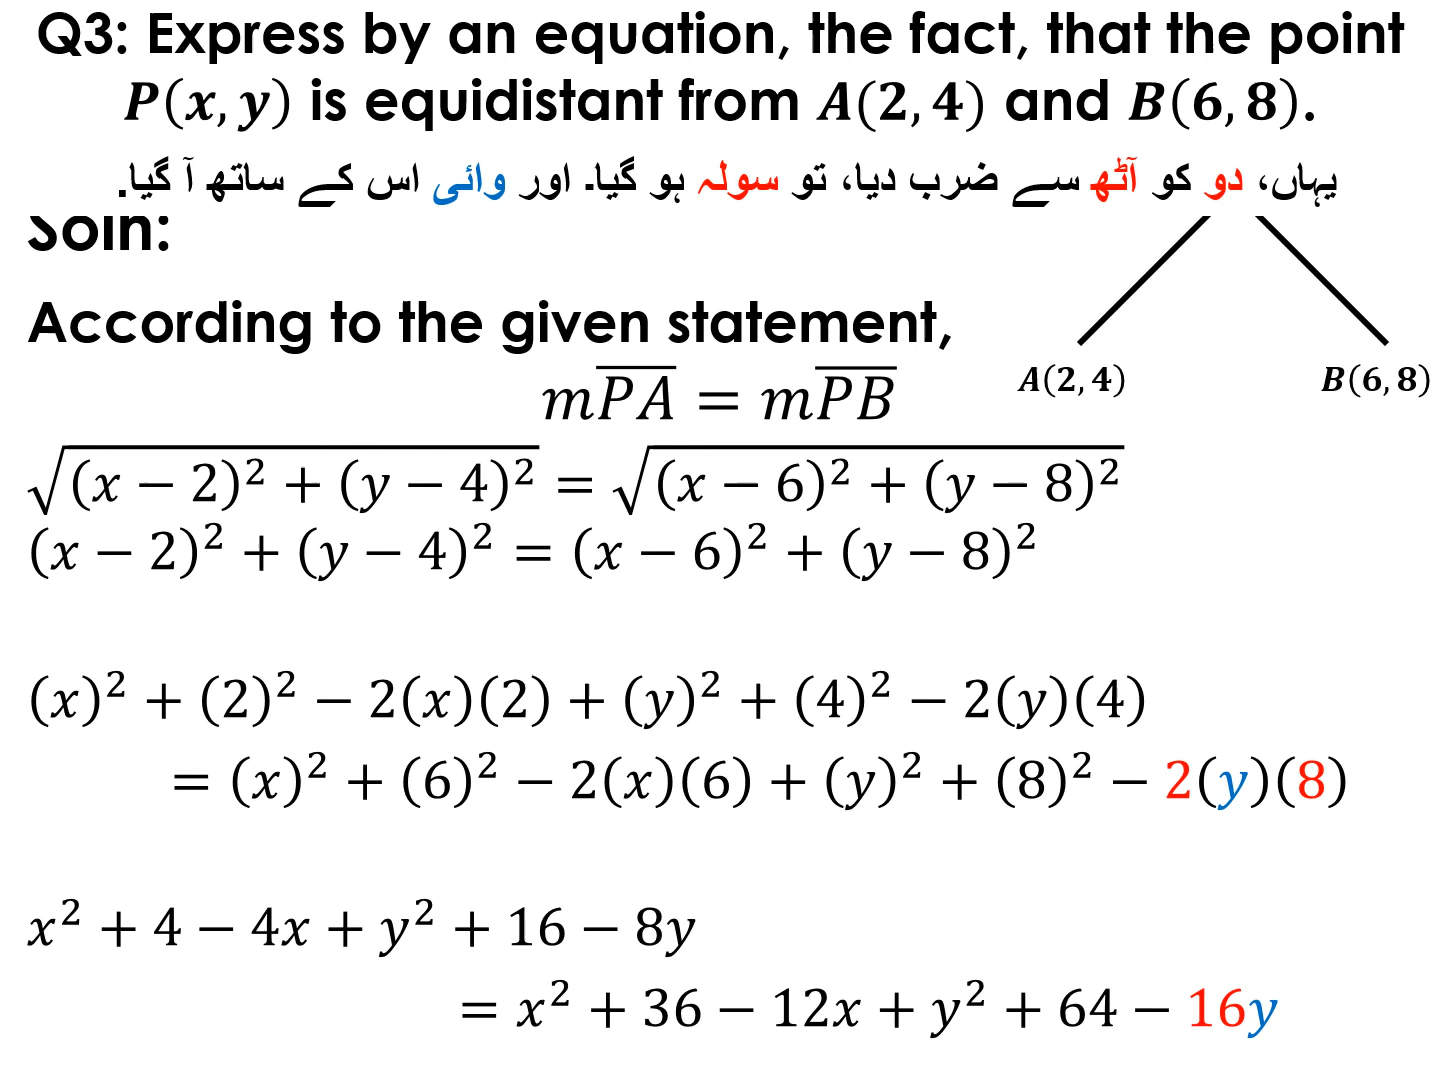 Q3: Express by an equation, the fact, that the point
P(x, y) is equidistant from A(2, 4) and B(6, 8).
یہاں، دو کو آٹھ سے ضرب دیا، تو سولہ ہو گیا۔ اور وائی اس کے ساتھ آ گیا.
Soln:
According to the given statement,
m\overline{PA} = m\overline{PB}
A(2, 4) B(6, 8)
√((x − 2)² + (y − 4)²) = √((x − 6)² + (y − 8)²)
(x − 2)² + (y − 4)² = (x − 6)² + (y − 8)²
(x)² + (2)² − 2(x)(2) + (y)² + (4)² − 2(y)(4)
= (x)² + (6)² − 2(x)(6) + (y)² + (8)² − 2(y)(8)
x² + 4 − 4x + y² + 16 − 8y
= x² + 36 − 12x + y² + 64 − 16y